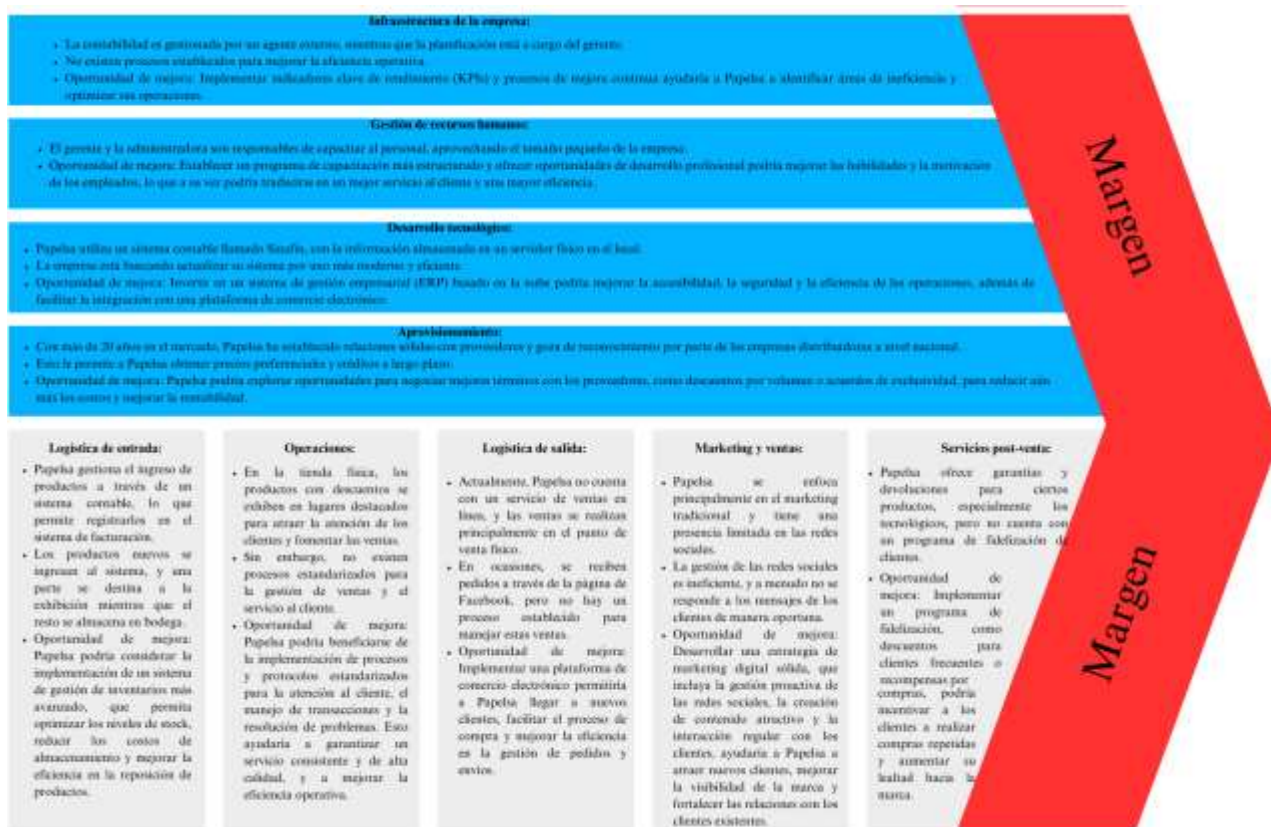 Infraestructura de la empresa:
La contabilidad es gestionada por un agente externo, mientras que la planificación está a cargo del gerente.
No existen procesos establecidos para mejorar la eficiencia operativa.
Oportunidad de mejora: Implementar indicadores clave de rendimiento (KPIs) y procesos de mejora continua ayudaría a Papelsa a identificar áreas de ineficiencia y
optimizar sus operaciones.
Gestión de recursos humanos:
El gerente y la administradora son responsables de capacitar al personal, aprovechando el tamaño pequeño de la empresa.
Oportunidad de mejora: Establecer un programa de capacitación más estructurado y ofrecer oportunidades de desarrollo profesional podría mejorar las habilidades y la motivación
de los empleados, lo que a su vez podría traducirse en un mejor servicio al cliente y una mayor eficiencia.
Desarrollo tecnológico:
Papelsa utiliza un sistema contable llamado con la información almacenada en un servidor físico en el local.
La empresa está buscando actualizar su sistema por uno más moderno y eficiente.
Oportunidad de mejora: Invertir en un sistema de gestión empresarial (ERP) basado en la nube podría mejorar la accesibilidad, la seguridad y la eficiencia de las operaciones, además de
facilitar la integración con una plataforma de comercio electrónico.
Aprovisionamiento:
Con más de 20 años en el mercado, Papelsa ha establecido relaciones sólidas con proveedores y goza de reconocimiento por parte de las empresas distribuidoras a nivel nacional.
Esto le permite a Papelsa obtener precios preferenciales y créditos a largo plazo.
Oportunidad de mejora: Papelsa podría explorar oportunidades para negociar mejores términos con los proveedores, como descuentos por volumen o acuerdos de exclusividad, para reducir aún
más los costos y mejorar la rentabilidad.
Logística de entrada:
Papelsa gestiona el ingreso de
productos a través de un
sistema contable, lo que
permite registrarlos en el
sistema de facturación.
Los productos nuevos se
ingresan al sistema, y una
parte se destina a la
exhibición mientras que el
resto se almacena en bodega.
Oportunidad de mejora:
Papelsa podría considerar la
implementación de un sistema
de gestión de inventarios más
avanzado, que permita
optimizar los niveles de stock,
reducir los costos de
almacenamiento y mejorar la
eficiencia en la reposición de
productos.
Operaciones:
En la tienda física, los
productos con descuentos se
exhiben en lugares destacados
para atraer la atención de los
clientes y fomentar las ventas.
Sin embargo, no existen
procesos estandarizados para
la gestión de ventas y el
servicio al cliente.
Oportunidad de mejora:
Papelsa podría beneficiarse de
la implementación de procesos
y protocolos estandarizados
para la atención al cliente, el
manejo de transacciones y la
resolución de problemas. Esto
ayudaría a garantizar un
servicio consistente y de alta
calidad, y a mejorar la
eficiencia operativa.
Logística de salida:
Actualmente, Papelsa no cuenta
con un servicio de ventas en
línea, y las ventas se realizan
principalmente en el punto de
venta físico.
En ocasiones, se reciben
pedidos a través de la página de
Facebook, pero no hay un
proceso establecido para
manejar estas ventas.
Oportunidad de mejora:
Implementar una plataforma de
comercio electrónico permitiría
a Papelsa llegar a nuevos
clientes, facilitar el proceso de
compra y mejorar la eficiencia
en la gestión de pedidos y
envíos.
Marketing y ventas:
Papelsa se enfoca
principalmente en el marketing
tradicional y tiene una
presencia limitada en las redes
sociales.
La gestión de las redes sociales
es ineficiente, y a menudo no se
responde a los mensajes de los
clientes de manera oportuna.
Oportunidad de mejora:
Desarrollar una estrategia de
marketing digital sólida, que
incluya la gestión proactiva de
las redes sociales, la creación
de contenido atractivo y la
interacción regular con los
clientes, ayudaría a Papelsa a
atraer nuevos clientes, mejorar
la visibilidad de la marca y
fortalecer las relaciones con los
clientes existentes.
Servicios post-venta:
Papelsa ofrece garantías y
devoluciones para ciertos
productos, especialmente los
tecnológicos, pero no cuenta con
un programa de fidelización de
clientes.
Oportunidad de
mejora: Implementar
un programa de
fidelización, como
descuentos para
clientes frecuentes o
recompensas por
compras, podría
incentivar a los
clientes a realizar
compras repetidas
y aumentar su
lealtad hacia la
marca.
Margen
Margen